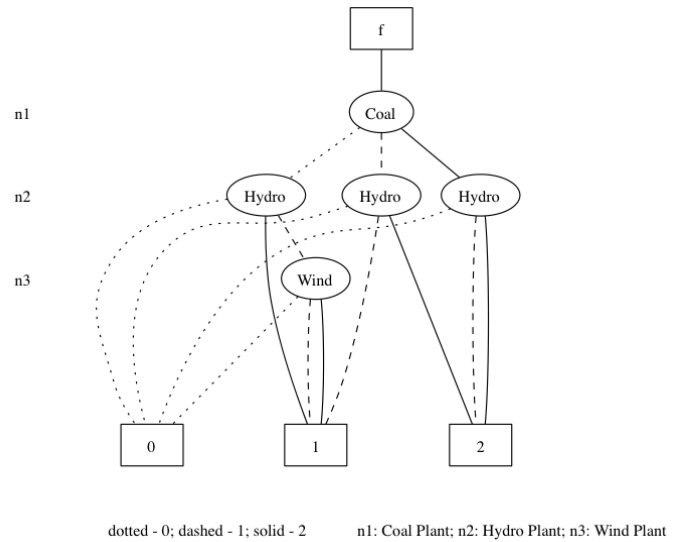 f
n1
Coal
n2
Hydro Hydro Hydro
n3
Wind
0 1 2
dotted - 0; dashed - 1; solid - 2 n1: Coal Plant; n2: Hydro Plant; n3: Wind Plant